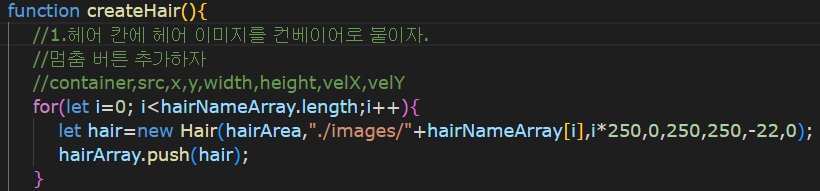 function createHair(){
//1.헤어 칸에 헤어 이미지를 컨베이어로 붙이자.
//멈춤 버튼 추가하자
//container,src,x,y,width,height,velX,velY
for(let i=0; i<hairNameArray.length;i++){
let hair=new Hair(hairArea,"./images/"+hairNameArray[i],i*250,0,250,250,-22,0);
hairArray.push(hair);
}